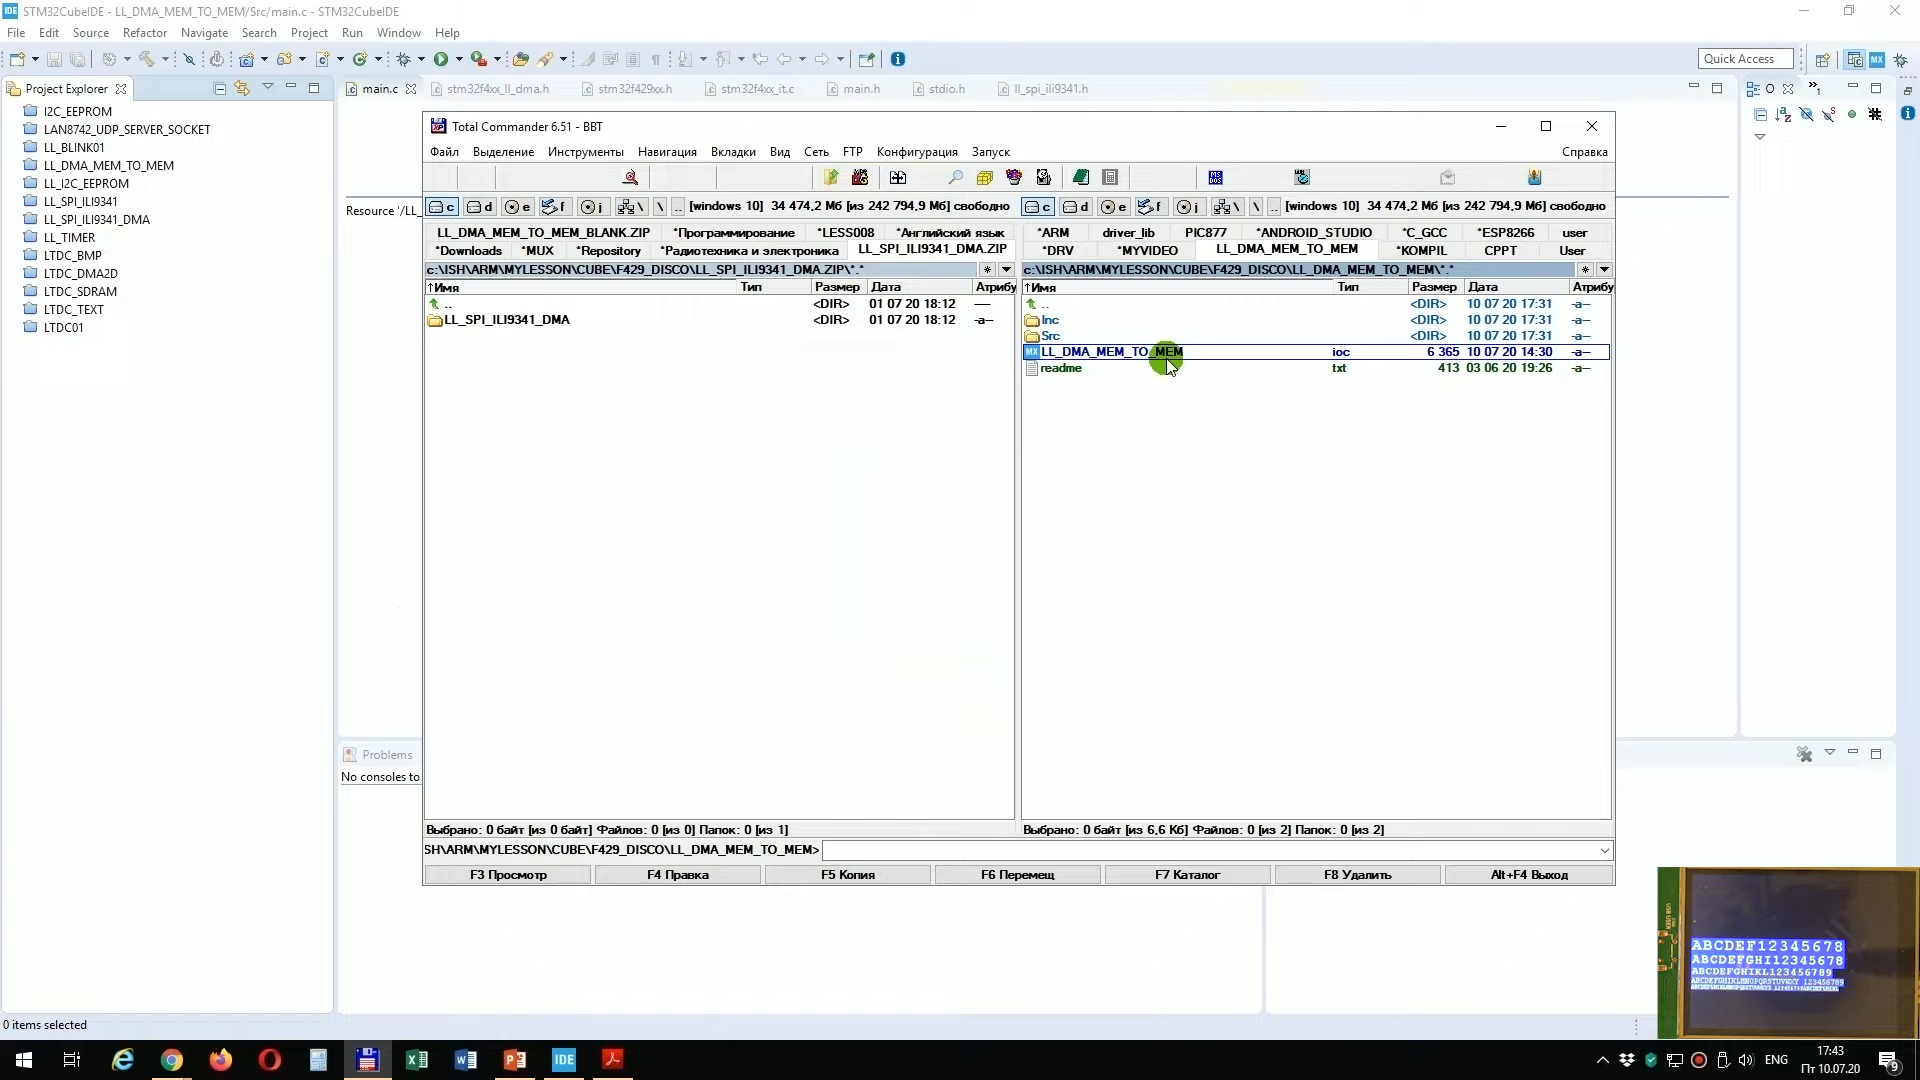 STM32CubeIDE - LL_DMA_MEM_TO_MEM/Src/main.c - STM32CubeIDE
File Edit Source Refactor Navigate Search Project Run Window Help
Quick Access
Project Explorer
main.c stm32f4xx_ll_dma.h stm32f429xx.h stm32f4xx_it.c main.h stdio.h ll_spi_ili9341.h
I2C_EEPROM
LAN8742_UDP_SERVER_SOCKET
LL_BLINK01
LL_DMA_MEM_TO_MEM
LL_I2C_EEPROM
LL_SPI_ILI9341
LL_SPI_ILI9341_DMA
LL_TIMER
LTDC_BMP
LTDC_DMA2D
LTDC_SDRAM
LTDC_TEXT
LTDC01
Resource '/LL_
Total Commander 6.51 - BBT
Файл Выделение Инструменты Навигация Вкладки Вид Сеть FTP Конфигурация Запуск Справка
c d e f j \ .. [windows 10] 34 474,2 Мб [из 242 794,9 Мб] свободно
c d e f j \ .. [windows 10] 34 474,2 Мб [из 242 794,9 Мб] свободно
LL_DMA_MEM_TO_MEM_BLANK.ZIP *Программирование *LESS008 *Английский язык
*Downloads *MUX *Repository *Радиотехника и электроника LL_SPI_ILI9341_DMA.ZIP
*ARM driver_lib PIC877 *ANDROID_STUDIO *C_GCC *ESP8266 user
*DRV *MYVIDEO LL_DMA_MEM_TO_MEM *KOMPIL CPPT User
c:\ISH\ARM\MYLESSON\CUBE\F429_DISCO\LL_SPI_ILI9341_DMA.ZIP\*.*
↑Имя Тип Размер Дата Атрибу
.. <DIR> 01 07 20 18:12 ----
LL_SPI_ILI9341_DMA <DIR> 01 07 20 18:12 -a--
c:\ISH\ARM\MYLESSON\CUBE\F429_DISCO\LL_DMA_MEM_TO_MEM\*.*
↑Имя Тип Размер Дата Атрибу
.. <DIR> 10 07 20 17:31 -a--
Inc <DIR> 10 07 20 17:31 -a--
Src <DIR> 10 07 20 17:31 -a--
LL_DMA_MEM_TO_MEM ioc 6 365 10 07 20 14:30 -a--
readme txt 413 03 06 20 19:26 -a--
Выбрано: 0 байт [из 0 байт] Файлов: 0 [из 0] Папок: 0 [из 1]
Выбрано: 0 байт [из 6,6 Кб] Файлов: 0 [из 2] Папок: 0 [из 2]
SH\ARM\MYLESSON\CUBE\F429_DISCO\LL_DMA_MEM_TO_MEM>
F3 Просмотр F4 Правка F5 Копия F6 Перемещ F7 Каталог F8 Удалить Alt+F4 Выход
Problems
No consoles to
0 items selected
ABCDEF12345678
ABCDEFGHI12345678
ABCDEFGHIKL123456789
ENG
17:43
Пт 10.07.20
9